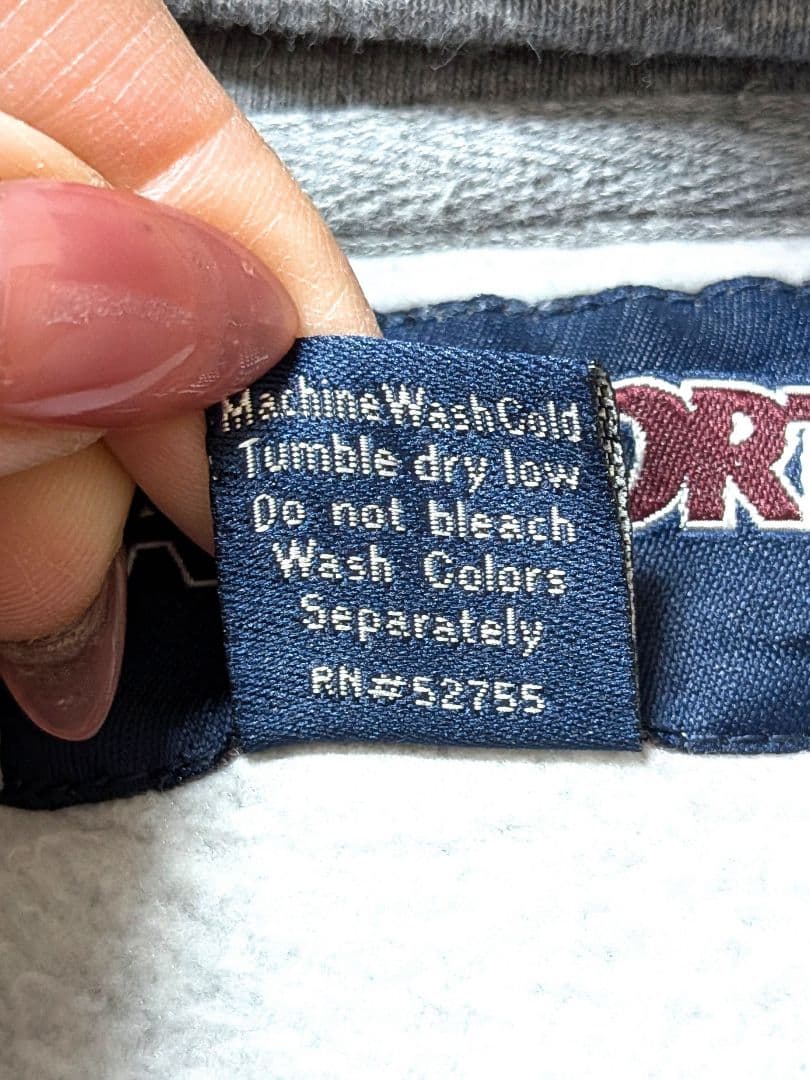 MachineWashCold
Tumble dry low
Do not bleach
Wash Colors
Separately
RN#52755